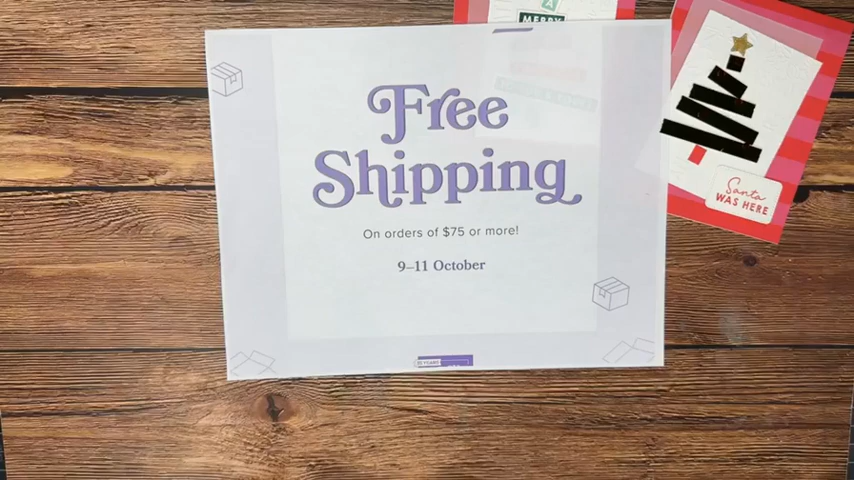 MERRY
Free
Shipping
On orders of $75 or more!
9–11 October
Santa
WAS HERE